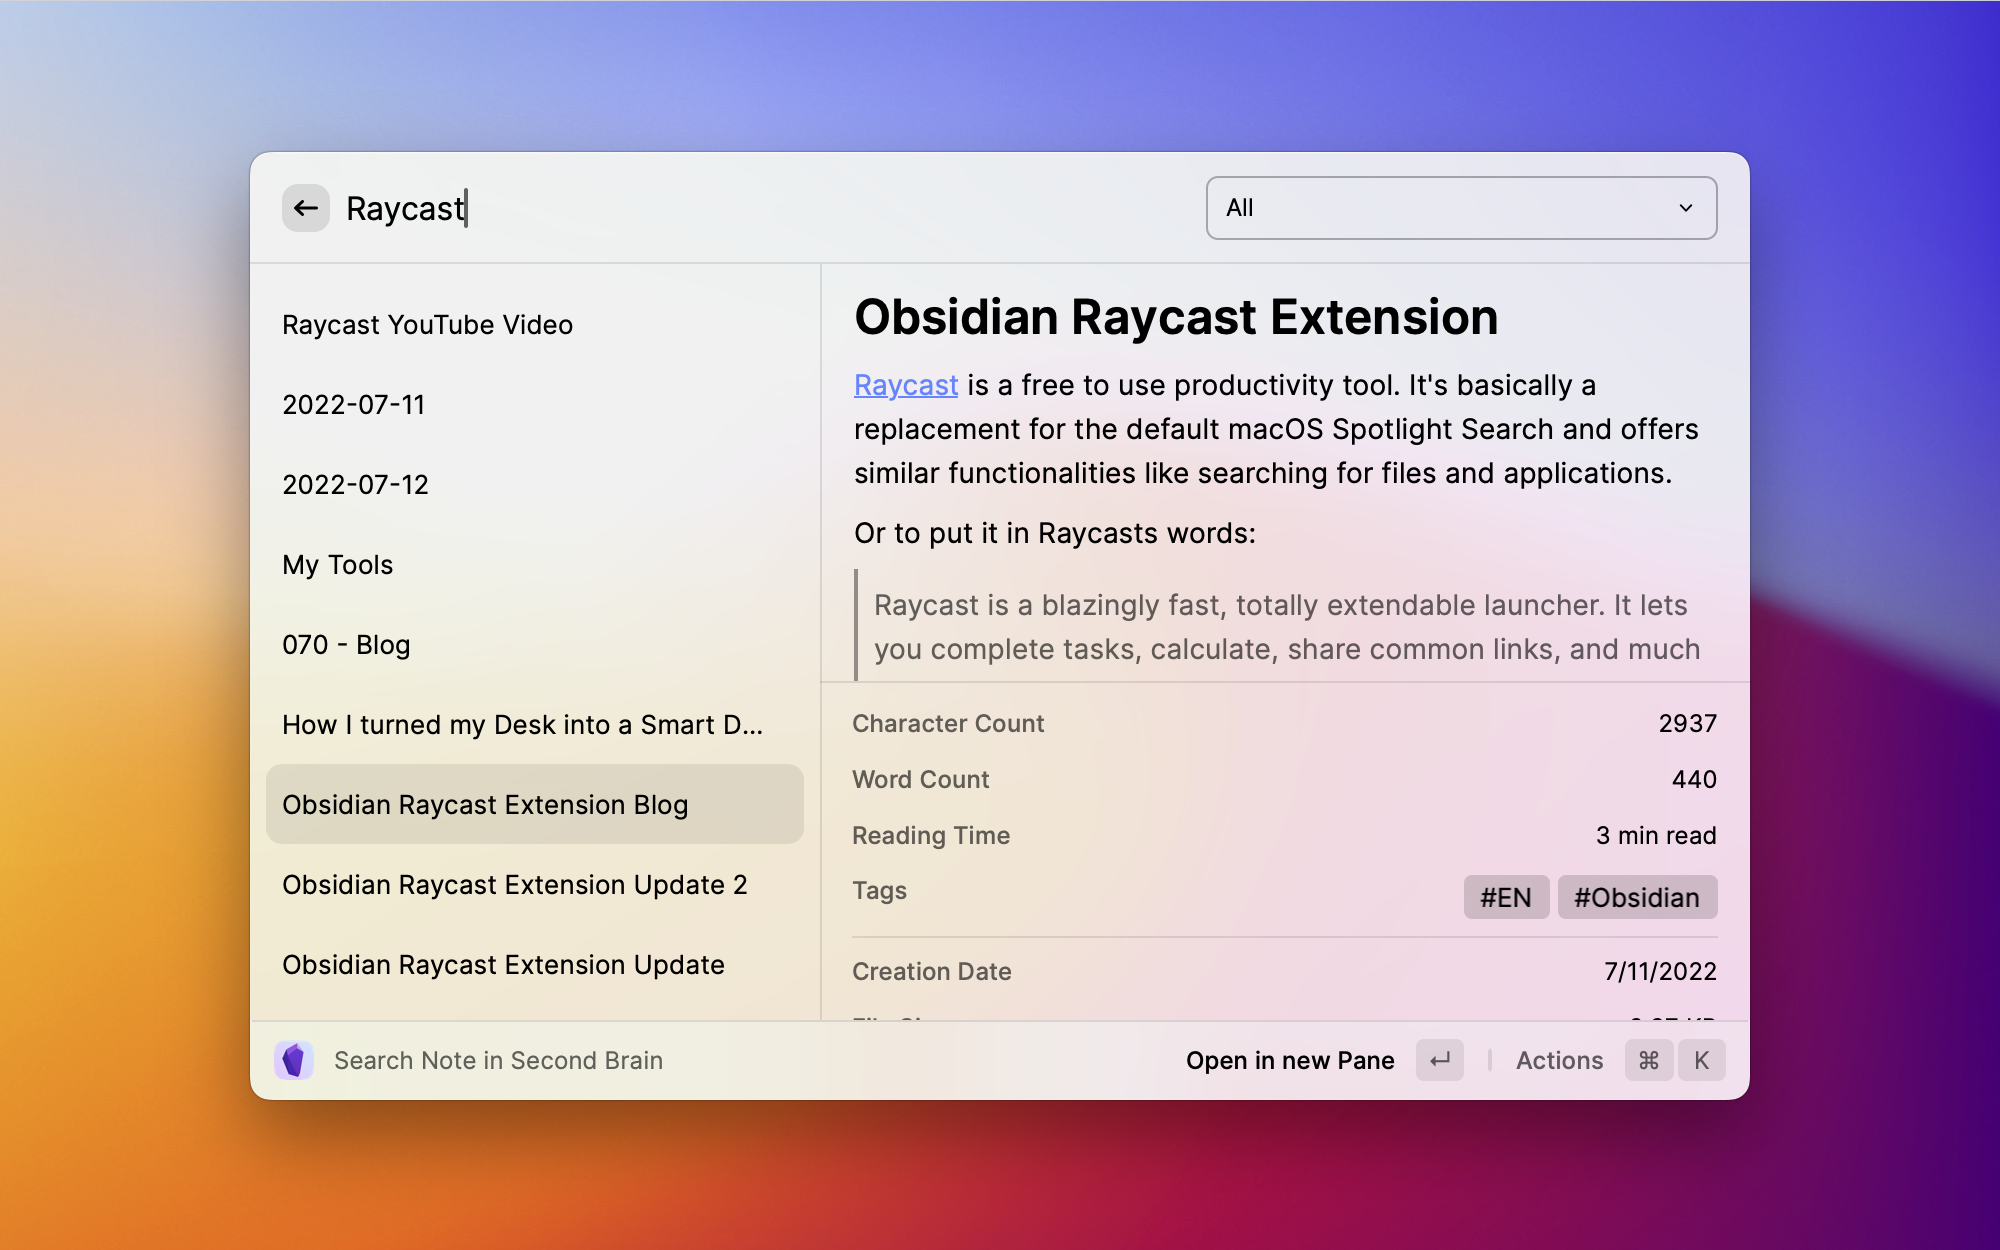 Raycast
All
Raycast YouTube Video
2022-07-11
2022-07-12
My Tools
070 - Blog
How I turned my Desk into a Smart D...
Obsidian Raycast Extension Blog
Obsidian Raycast Extension Update 2
Obsidian Raycast Extension Update
Obsidian Raycast Extension
Raycast is a free to use productivity tool. It's basically a
replacement for the default macOS Spotlight Search and offers
similar functionalities like searching for files and applications.
Or to put it in Raycasts words:
Raycast is a blazingly fast, totally extendable launcher. It lets
you complete tasks, calculate, share common links, and much
Character Count 2937
Word Count 440
Reading Time 3 min read
Tags #EN #Obsidian
Creation Date 7/11/2022
Search Note in Second Brain
Open in new Pane ↵ | Actions ⌘ K